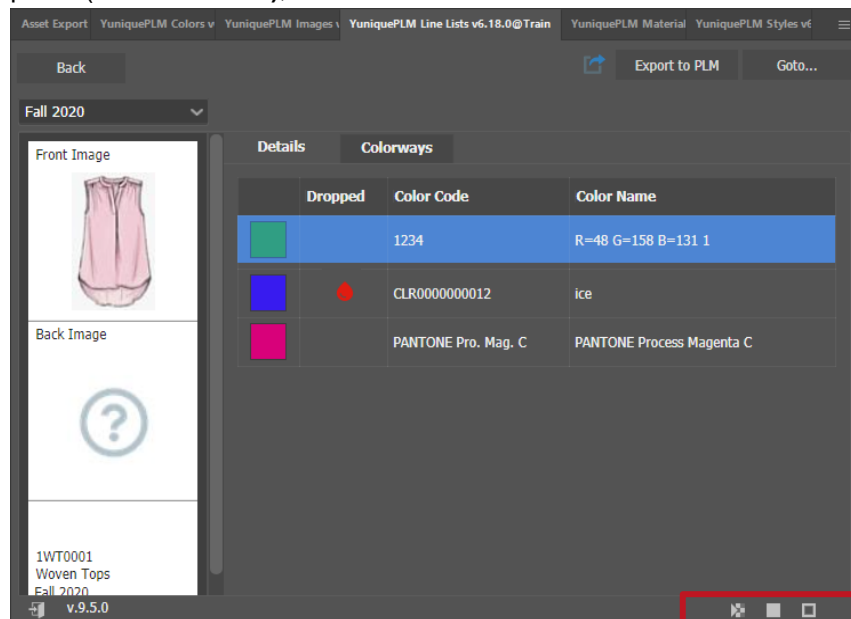 Asset Export YuniquePLM Colors v YuniquePLM Images v YuniquePLM Line Lists v6.18.0@Train YuniquePLM Material YuniquePLM Styles v6
Back Export to PLM Goto...
Fall 2020
Front Image
Details Colorways
Dropped Color Code Color Name
1234 R=48 G=158 B=131 1
CLR0000000012 ice
Back Image
PANTONE Pro. Mag. C PANTONE Process Magenta C
1WT0001
Woven Tops
Fall 2020
v.9.5.0